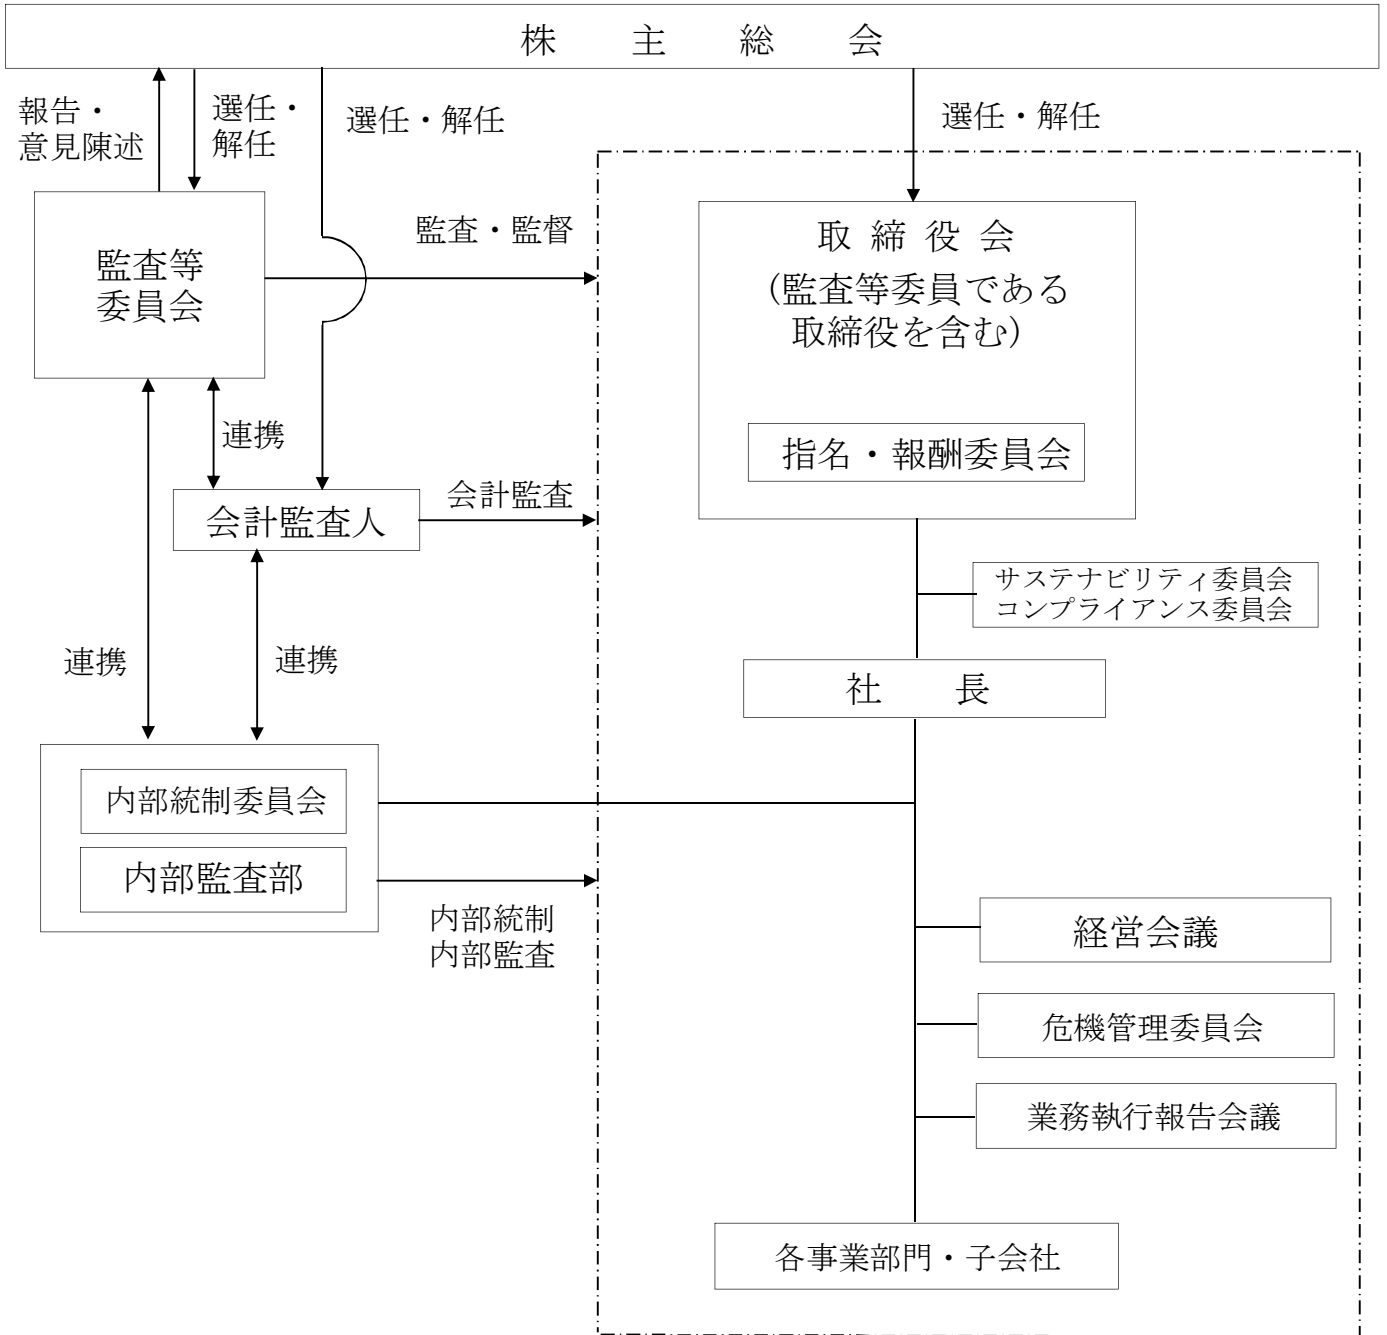 株主総会
報告・
意見陳述
選任・
解任
選任・解任
選任・解任
監査等
委員会
監査・監督
取締役会
(監査等委員である
取締役を含む)
指名・報酬委員会
連携
会計監査人
会計監査
サステナビリティ委員会
コンプライアンス委員会
連携
連携
社長
内部統制委員会
内部監査部
内部統制
内部監査
経営会議
危機管理委員会
業務執行報告会議
各事業部門・子会社